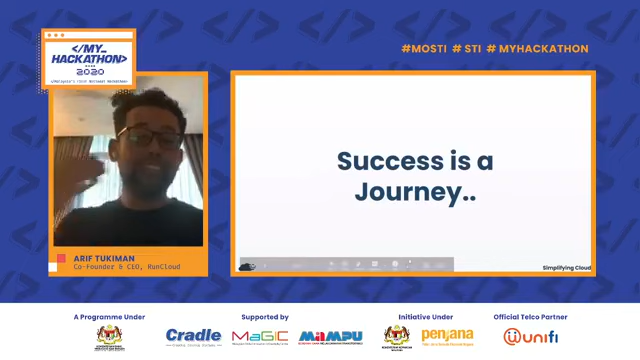 </MY_
HACKATHON>
2020
#MOSTI # STI # MYHACKATHON
Success is a
Journey..
Simplifying Cloud
ARIF TUKIMAN
Co-Founder & CEO, RunCloud
A Programme Under
Supported by
Initiative Under
Official Telco Partner
Cradle
MaGIC
MAMPU
penjana
unifi